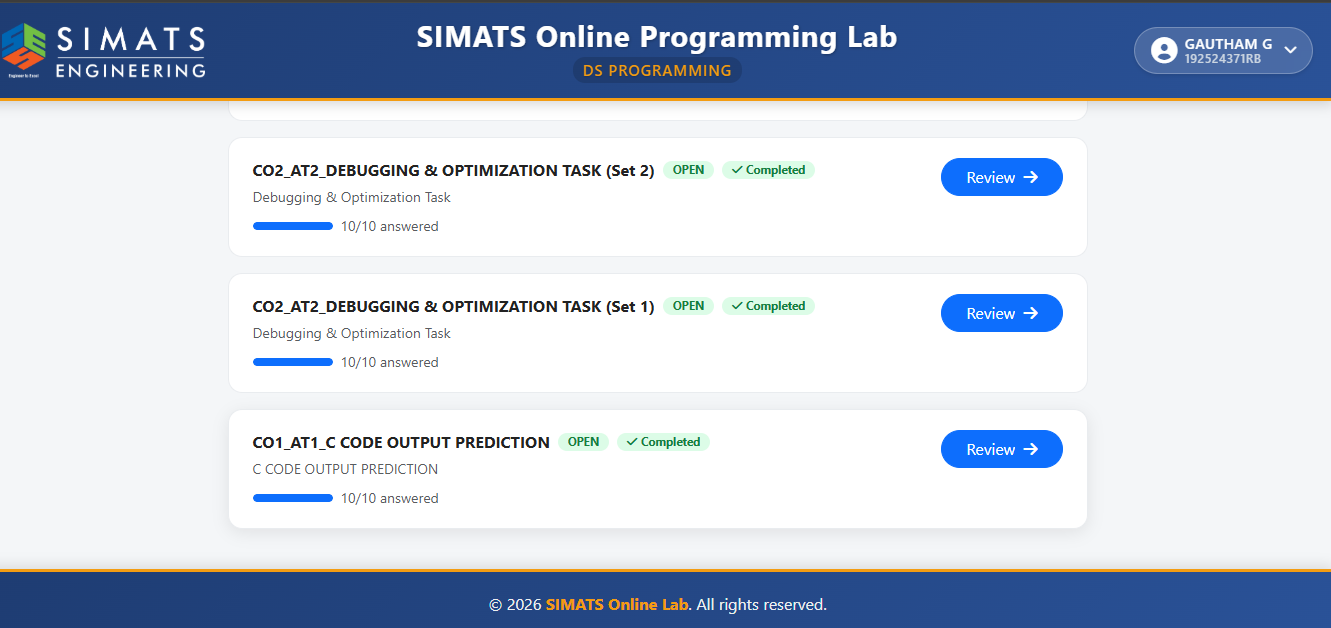 SIMATS
ENGINEERING
Engineer to Excel
SIMATS Online Programming Lab
DS PROGRAMMING
GAUTHAM G
192524371RB
CO2_AT2_DEBUGGING & OPTIMIZATION TASK (Set 2) OPEN Completed
Review
Debugging & Optimization Task
10/10 answered
CO2_AT2_DEBUGGING & OPTIMIZATION TASK (Set 1) OPEN Completed
Review
Debugging & Optimization Task
10/10 answered
CO1_AT1_C CODE OUTPUT PREDICTION OPEN Completed
Review
C CODE OUTPUT PREDICTION
10/10 answered
© 2026 SIMATS Online Lab. All rights reserved.